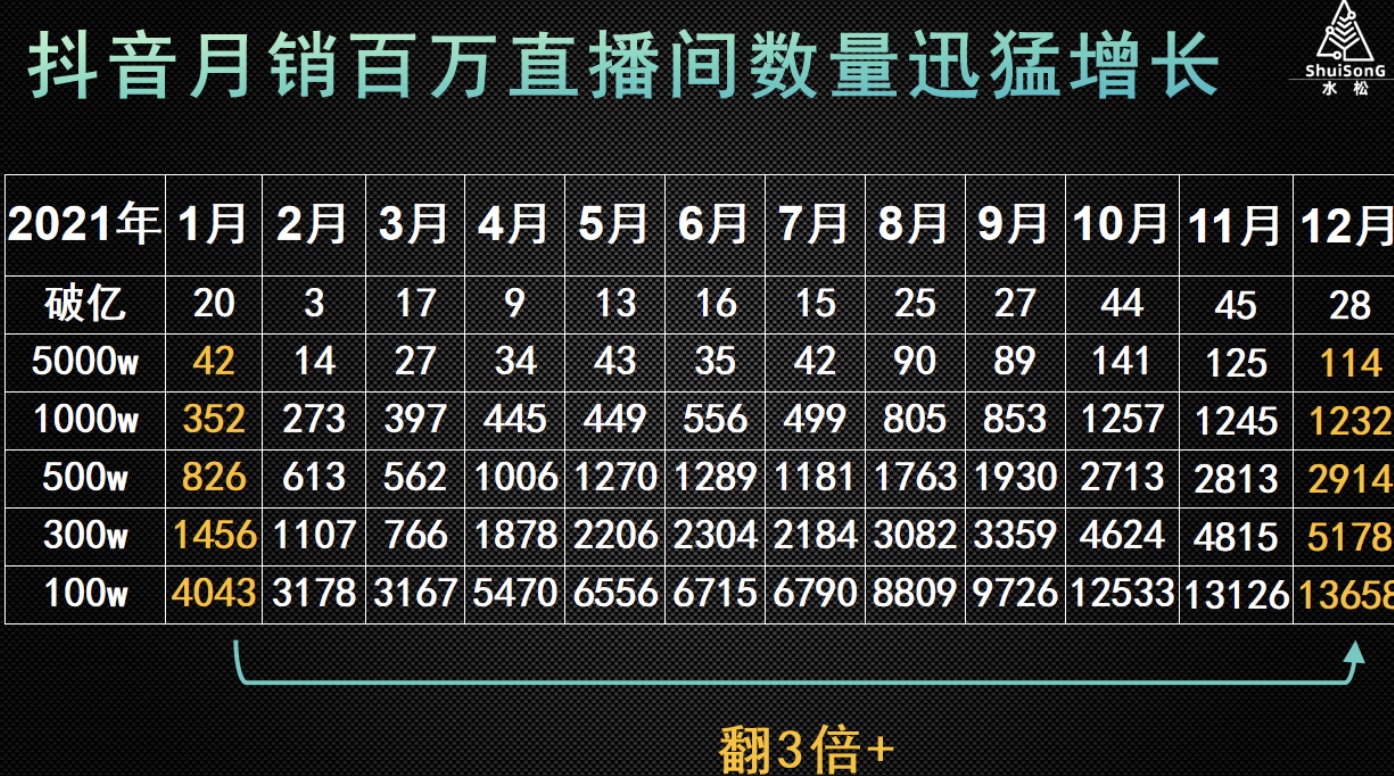 抖音月销百万直播间数量迅猛增长
ShuiSonG
水松
2021年 1月 2月 3月 4月 5月 6月 7月 8月 9月 10月 11月 12月
破亿 20 3 17 9 13 16 15 25 27 44 45 28
5000w 42 14 27 34 43 35 42 90 89 141 125 114
1000w 352 273 397 445 449 556 499 805 853 1257 1245 1232
500w 826 613 562 1006 1270 1289 1181 1763 1930 2713 2813 2914
300w 1456 1107 766 1878 2206 2304 2184 3082 3359 4624 4815 5178
100w 4043 3178 3167 5470 6556 6715 6790 8809 9726 12533 13126 13658
翻3倍+